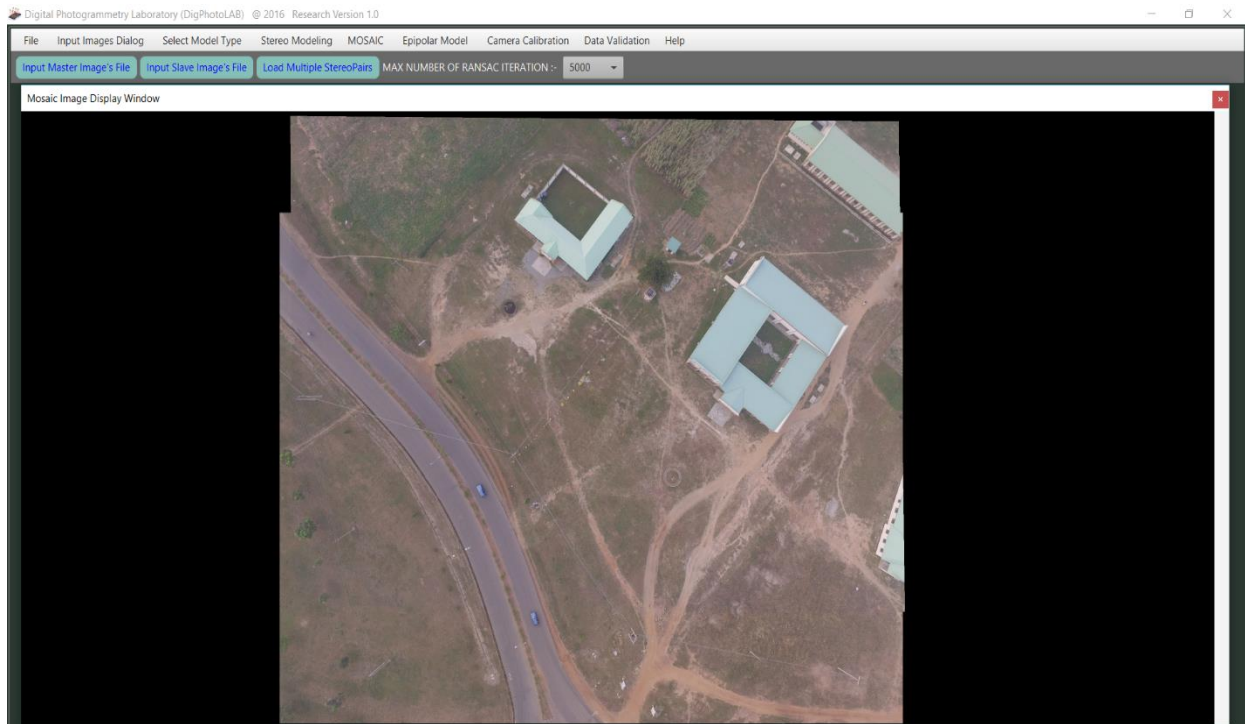 Digital Photogrammetry Laboratory (DigPhotoLAB) @ 2016 Research Version 1.0
File Input Images Dialog Select Model Type Stereo Modeling MOSAIC Epipolar Model Camera Calibration Data Validation Help
Input Master Image's File Input Slave Image's File Load Multiple StereoPairs MAX NUMBER OF RANSAC ITERATION :- 5000
Mosaic Image Display Window